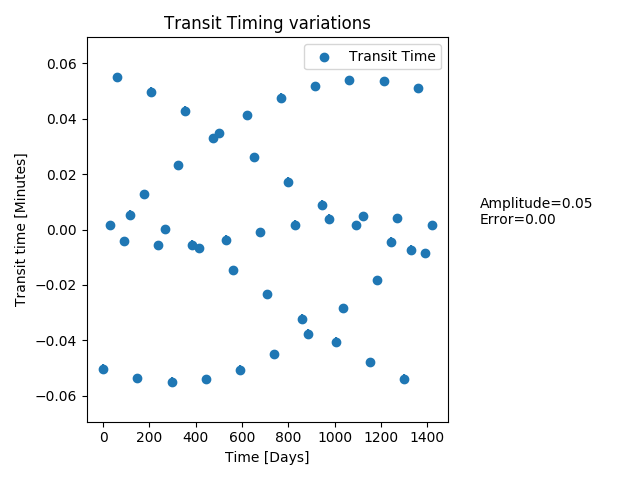 Transit Timing variations
Transit Time
Transit time [Minutes]
0.06
0.04
0.02
0.00
−0.02
−0.04
−0.06
0 200 400 600 800 1000 1200 1400
Time [Days]
Amplitude=0.05
Error=0.00